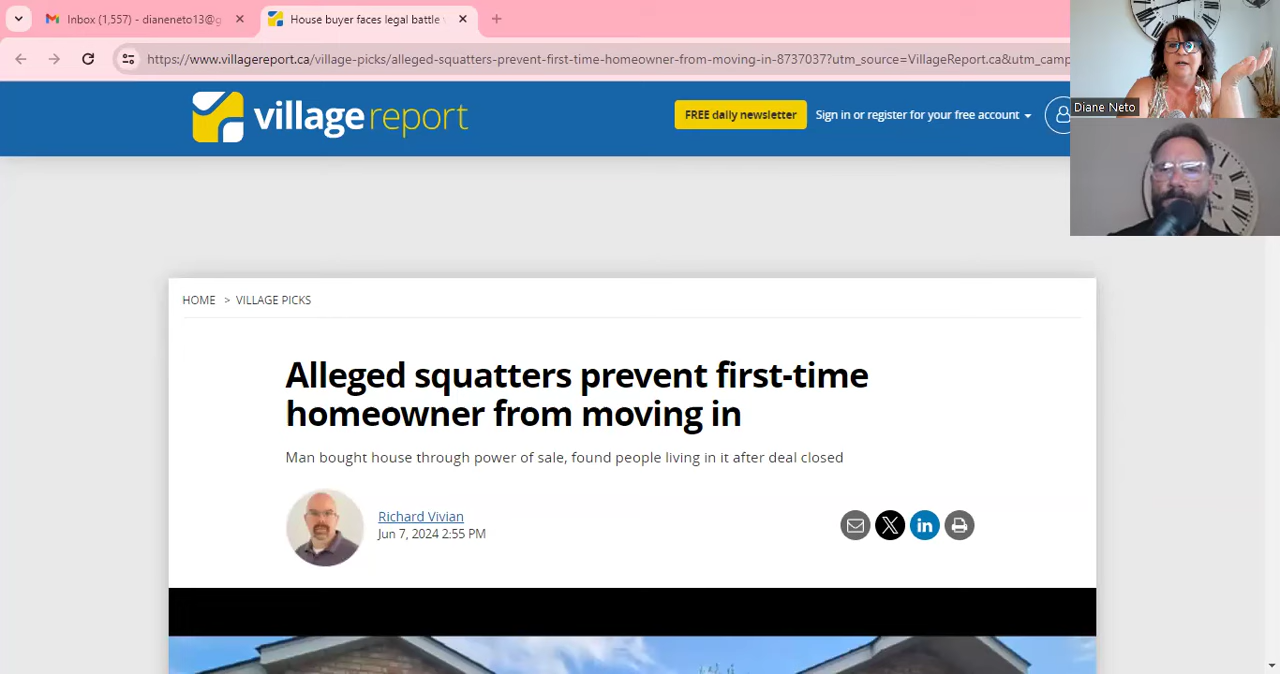 Inbox (1,557) - dianeneto13@g
House buyer faces legal battle
https://www.villagereport.ca/village-picks/alleged-squatters-prevent-first-time-homeowner-from-moving-in-8737037?utm_source=VillageReport.ca&utm_camp
Diane Neto
villagereport
FREE daily newsletter
Sign in or register for your free account
HOME > VILLAGE PICKS
Alleged squatters prevent first-time
homeowner from moving in
Man bought house through power of sale, found people living in it after deal closed
Richard Vivian
Jun 7, 2024 2:55 PM